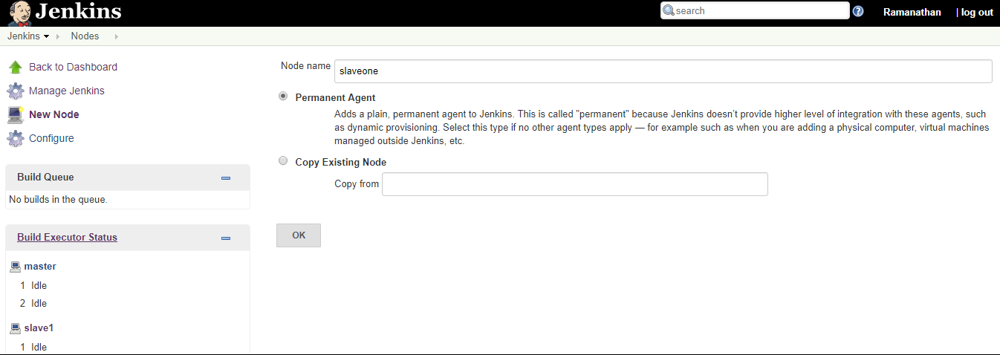 Jenkins
search
?
Ramanathan
| log out
Jenkins
Nodes
Back to Dashboard
Manage Jenkins
New Node
Configure
Build Queue
No builds in the queue.
Build Executor Status
master
1 Idle
2 Idle
slave1
1 Idle
Node name slaveone
Permanent Agent
Adds a plain, permanent agent to Jenkins. This is called "permanent" because Jenkins doesn't provide higher level of integration with these agents, such
as dynamic provisioning. Select this type if no other agent types apply — for example such as when you are adding a physical computer, virtual machines
managed outside Jenkins, etc.
Copy Existing Node
Copy from
OK